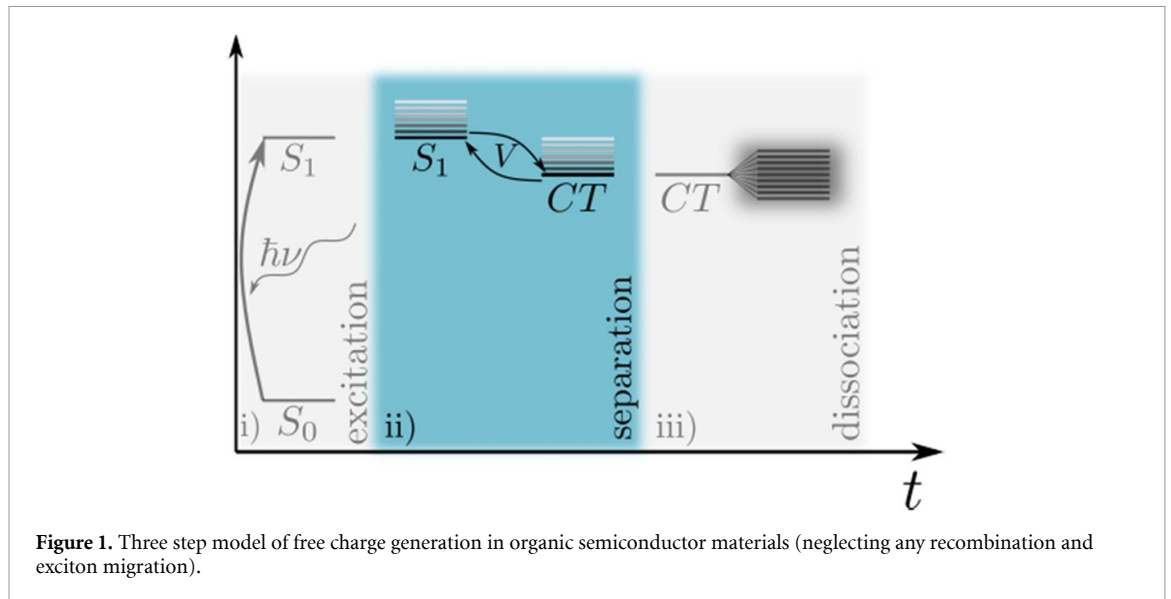 S₁
ħν
excitation
i) S₀
S₁
V
CT
ii)
separation
CT
iii)
dissociation
t
Figure 1. Three step model of free charge generation in organic semiconductor materials (neglecting any recombination and
exciton migration).